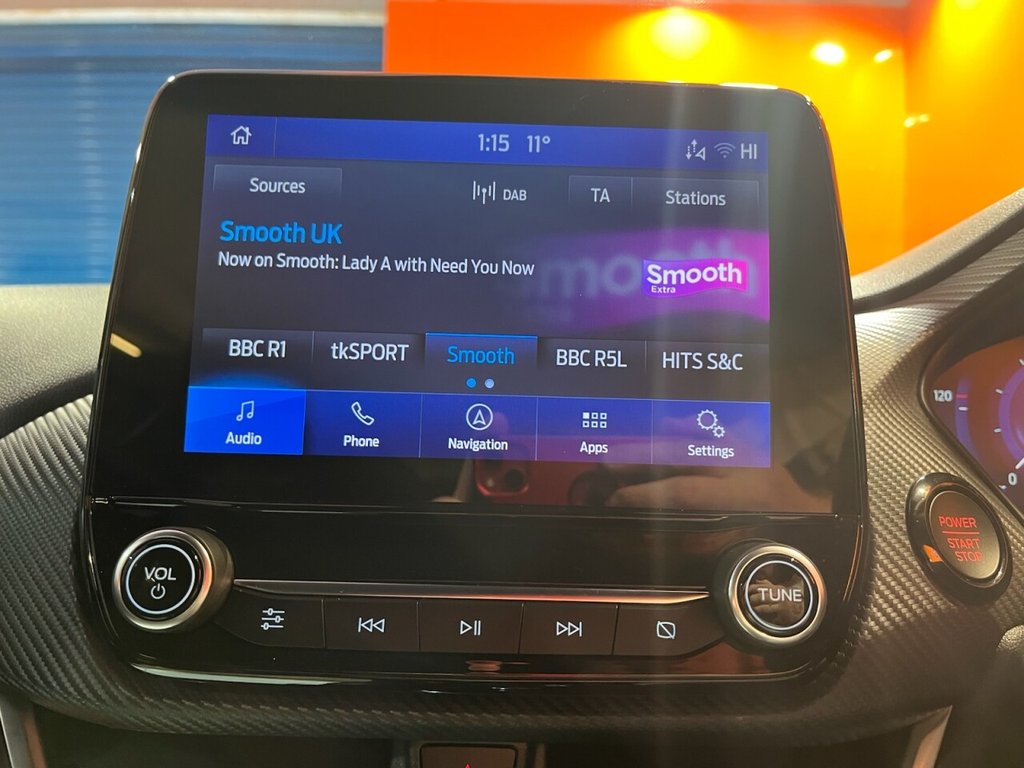 1:15 11° HI
Sources DAB TA Stations
Smooth UK
Now on Smooth: Lady A with Need You Now
Smooth
Extra
BBC R1 tkSPORT Smooth BBC R5L HITS S&C
Audio Phone Navigation Apps Settings
120
0
POWER
START
STOP
VOL
TUNE